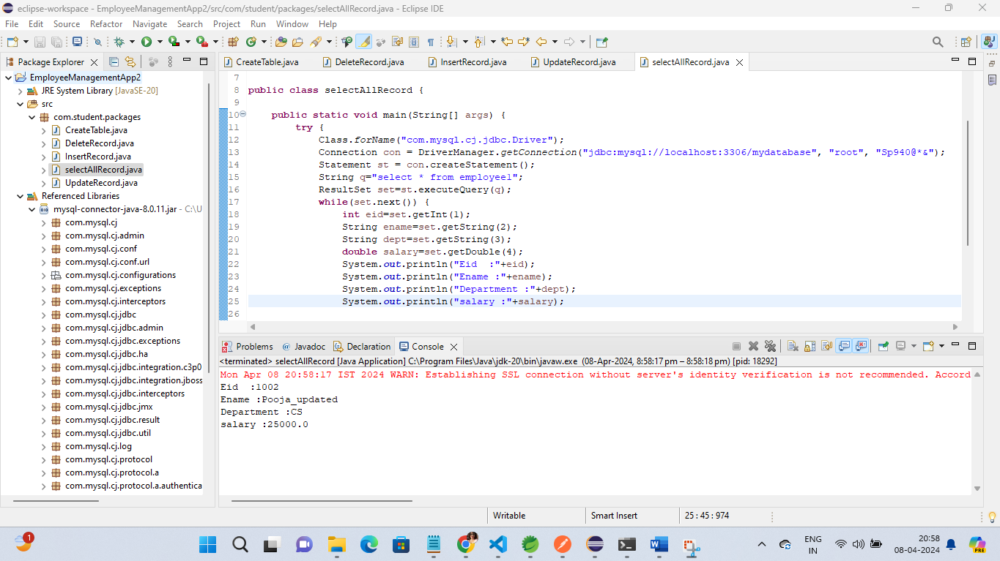 eclipse-workspace - EmployeeManagementApp2/src/com/student/packages/selectAllRecord.java - Eclipse IDE
File Edit Source Refactor Navigate Search Project Run Window Help
Package Explorer
EmployeeManagementApp2
JRE System Library [JavaSE-20]
src
com.student.packages
CreateTable.java
DeleteRecord.java
InsertRecord.java
selectAllRecord.java
UpdateRecord.java
Referenced Libraries
mysql-connector-java-8.0.11.jar - C:\U
com.mysql.cj
com.mysql.cj.admin
com.mysql.cj.conf
com.mysql.cj.conf.url
com.mysql.cj.configurations
com.mysql.cj.exceptions
com.mysql.cj.interceptors
com.mysql.cj.jdbc
com.mysql.cj.jdbc.admin
com.mysql.cj.jdbc.exceptions
com.mysql.cj.jdbc.ha
com.mysql.cj.jdbc.integration.c3p0
com.mysql.cj.jdbc.integration.jboss
com.mysql.cj.jdbc.interceptors
com.mysql.cj.jdbc.jmx
com.mysql.cj.jdbc.result
com.mysql.cj.jdbc.util
com.mysql.cj.log
com.mysql.cj.protocol
com.mysql.cj.protocol.a
com.mysql.cj.protocol.a.authentica
CreateTable.java DeleteRecord.java InsertRecord.java UpdateRecord.java selectAllRecord.java
7
8 public class selectAllRecord {
9
10 public static void main(String[] args) {
11 try {
12 Class.forName("com.mysql.cj.jdbc.Driver");
13 Connection con = DriverManager.getConnection("jdbc:mysql://localhost:3306/mydatabase", "root", "Sp940@*&");
14 Statement st = con.createStatement();
15 String q="select * from employee1";
16 ResultSet set=st.executeQuery(q);
17 while(set.next()) {
18 int eid=set.getInt(1);
19 String ename=set.getString(2);
20 String dept=set.getString(3);
21 double salary=set.getDouble(4);
22 System.out.println("Eid  :"+eid);
23 System.out.println("Ename :"+ename);
24 System.out.println("Department :"+dept);
25 System.out.println("salary :"+salary);
26
Problems @ Javadoc Declaration Console
<terminated> selectAllRecord [Java Application] C:\Program Files\Java\jdk-20\bin\javaw.exe (08-Apr-2024, 8:58:17 pm – 8:58:18 pm) [pid: 18292]
Mon Apr 08 20:58:17 IST 2024 WARN: Establishing SSL connection without server's identity verification is not recommended. Accord
Eid  :1002
Ename :Pooja_updated
Department :CS
salary :25000.0
Writable Smart Insert 25 : 45 : 974
1
ENG
IN
20:58
08-04-2024
PRE